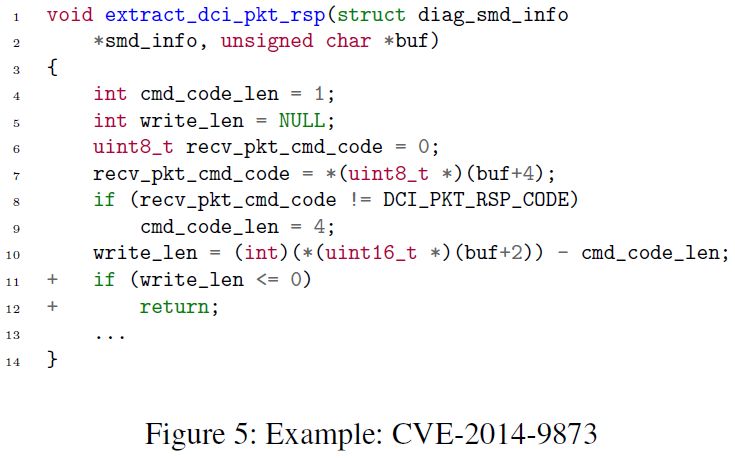 1 void extract_dci_pkt_rsp(struct diag_smd_info
2 *smd_info, unsigned char *buf)
3 {
4 int cmd_code_len = 1;
5 int write_len = NULL;
6 uint8_t recv_pkt_cmd_code = 0;
7 recv_pkt_cmd_code = *(uint8_t *)(buf+4);
8 if (recv_pkt_cmd_code != DCI_PKT_RSP_CODE)
9 cmd_code_len = 4;
10 write_len = (int)(*(uint16_t *)(buf+2)) - cmd_code_len;
11 + if (write_len <= 0)
12 + return;
13 ...
14 }
Figure 5: Example: CVE-2014-9873